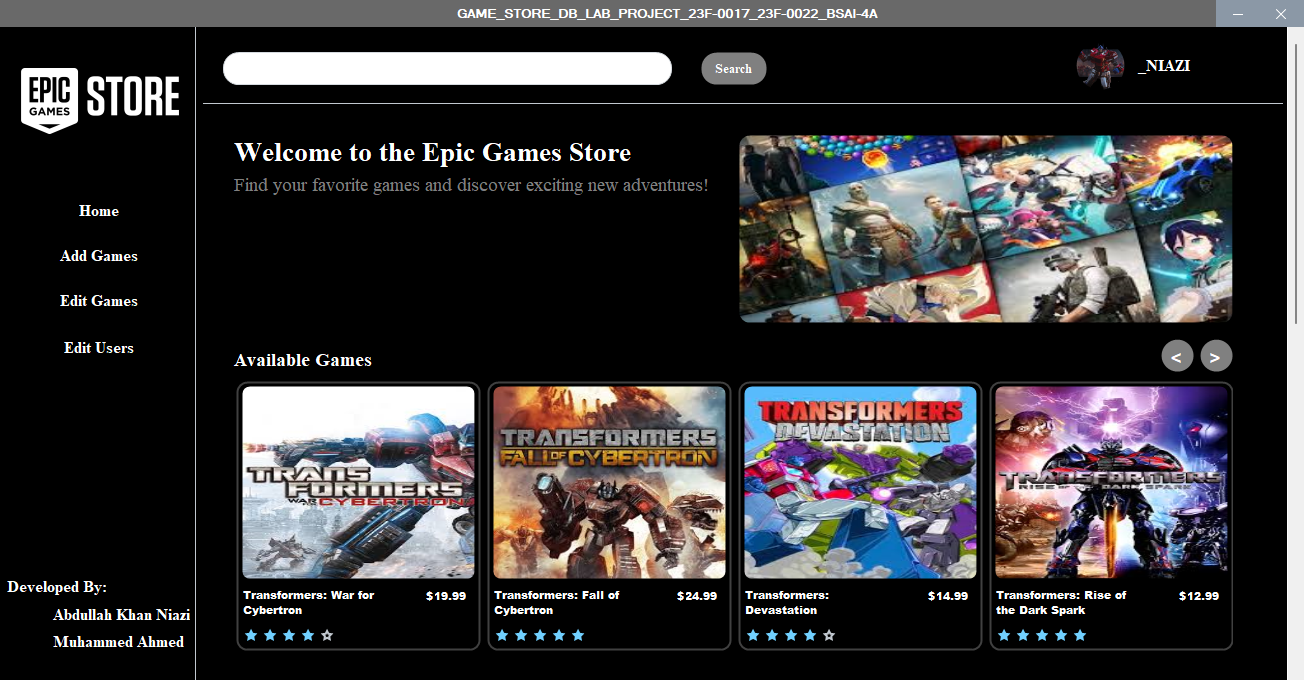 GAME_STORE_DB_LAB_PROJECT_23F-0017_23F-0022_BSAI-4A
EPIC GAMES STORE
Search
_NIAZI
Welcome to the Epic Games Store
Find your favorite games and discover exciting new adventures!
Home
Add Games
Edit Games
Edit Users
Available Games
<
>
TRANSFORMERS
WAR FOR CYBERTRON
TRANSFORMERS
FALL OF CYBERTRON
TRANSFORMERS
DEVASTATION
TRANSFORMERS
RISE OF THE DARK SPARK
Transformers: War for
Cybertron
$19.99
Transformers: Fall of
Cybertron
$24.99
Transformers:
Devastation
$14.99
Transformers: Rise of
the Dark Spark
$12.99
Developed By:
Abdullah Khan Niazi
Muhammed Ahmed